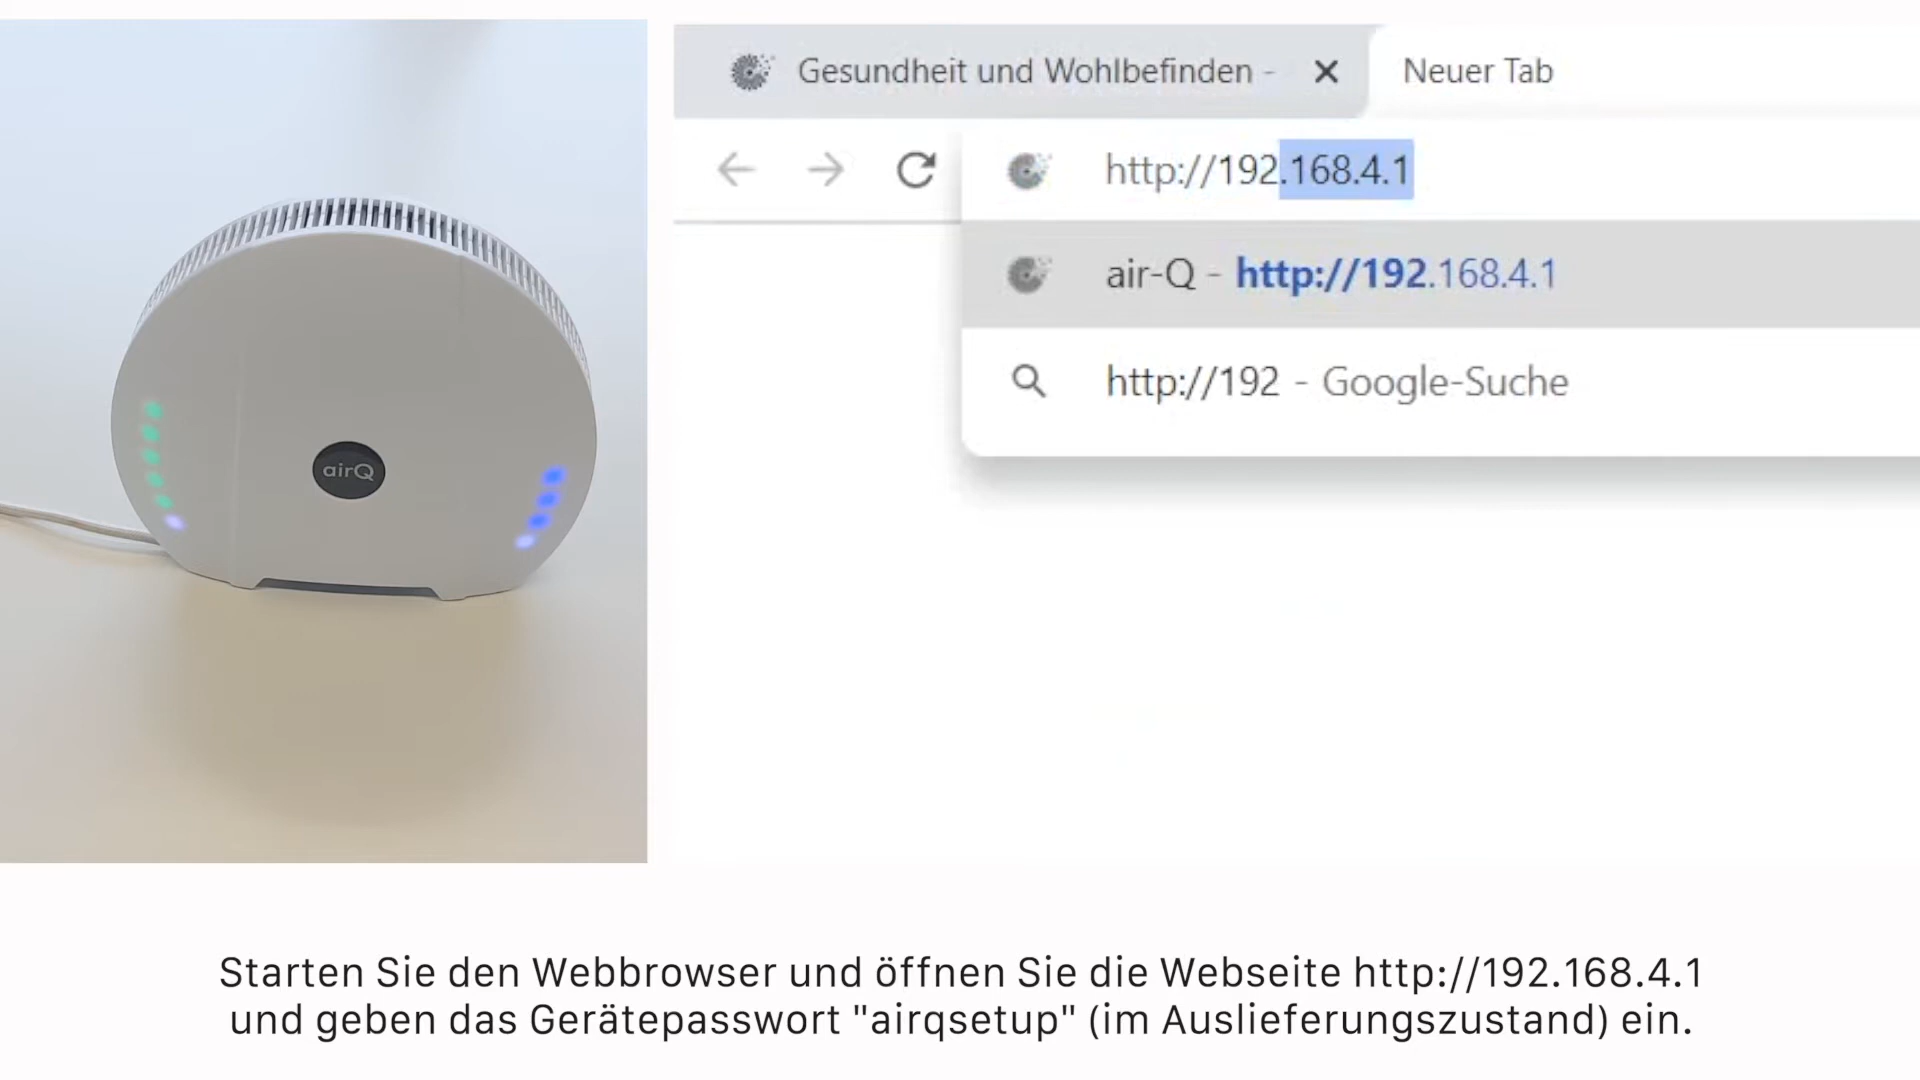 Gesundheit und Wohlbefinden -
Neuer Tab
http://192.168.4.1
air-Q - http://192.168.4.1
http://192 - Google-Suche
airQ
Starten Sie den Webbrowser und öffnen Sie die Webseite http://192.168.4.1
und geben das Gerätepasswort "airqsetup" (im Auslieferungszustand) ein.